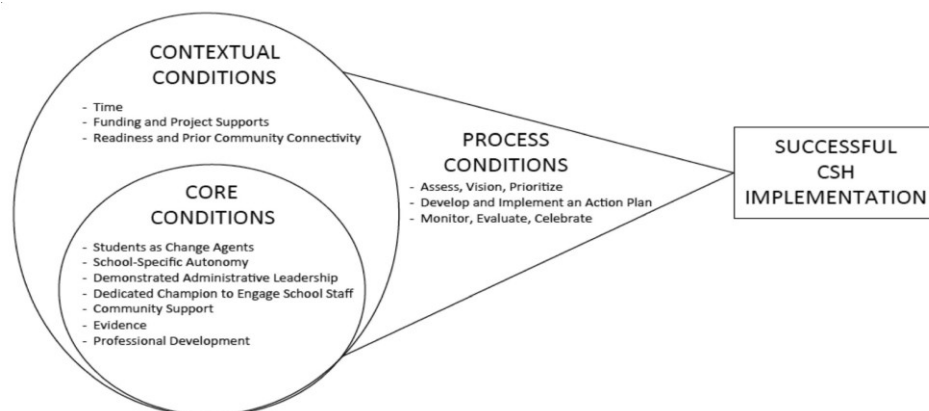 CONTEXTUAL
CONDITIONS
- Time
- Funding and Project Supports
- Readiness and Prior Community Connectivity
CORE
CONDITIONS
- Students as Change Agents
- School-Specific Autonomy
- Demonstrated Administrative Leadership
- Dedicated Champion to Engage School Staff
- Community Support
- Evidence
- Professional Development
PROCESS
CONDITIONS
- Assess, Vision, Prioritize
- Develop and Implement an Action Plan
- Monitor, Evaluate, Celebrate
SUCCESSFUL
CSH
IMPLEMENTATION